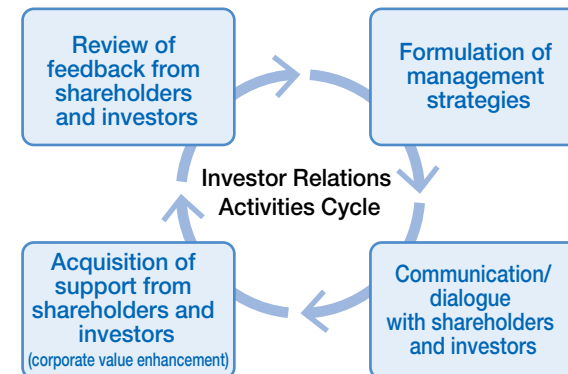 Review of
feedback from
shareholders
and investors
Formulation of
management
strategies
Investor Relations
Activities Cycle
Acquisition of
support from
shareholders and
investors
(corporate value enhancement)
Communication/
dialogue
with shareholders
and investors